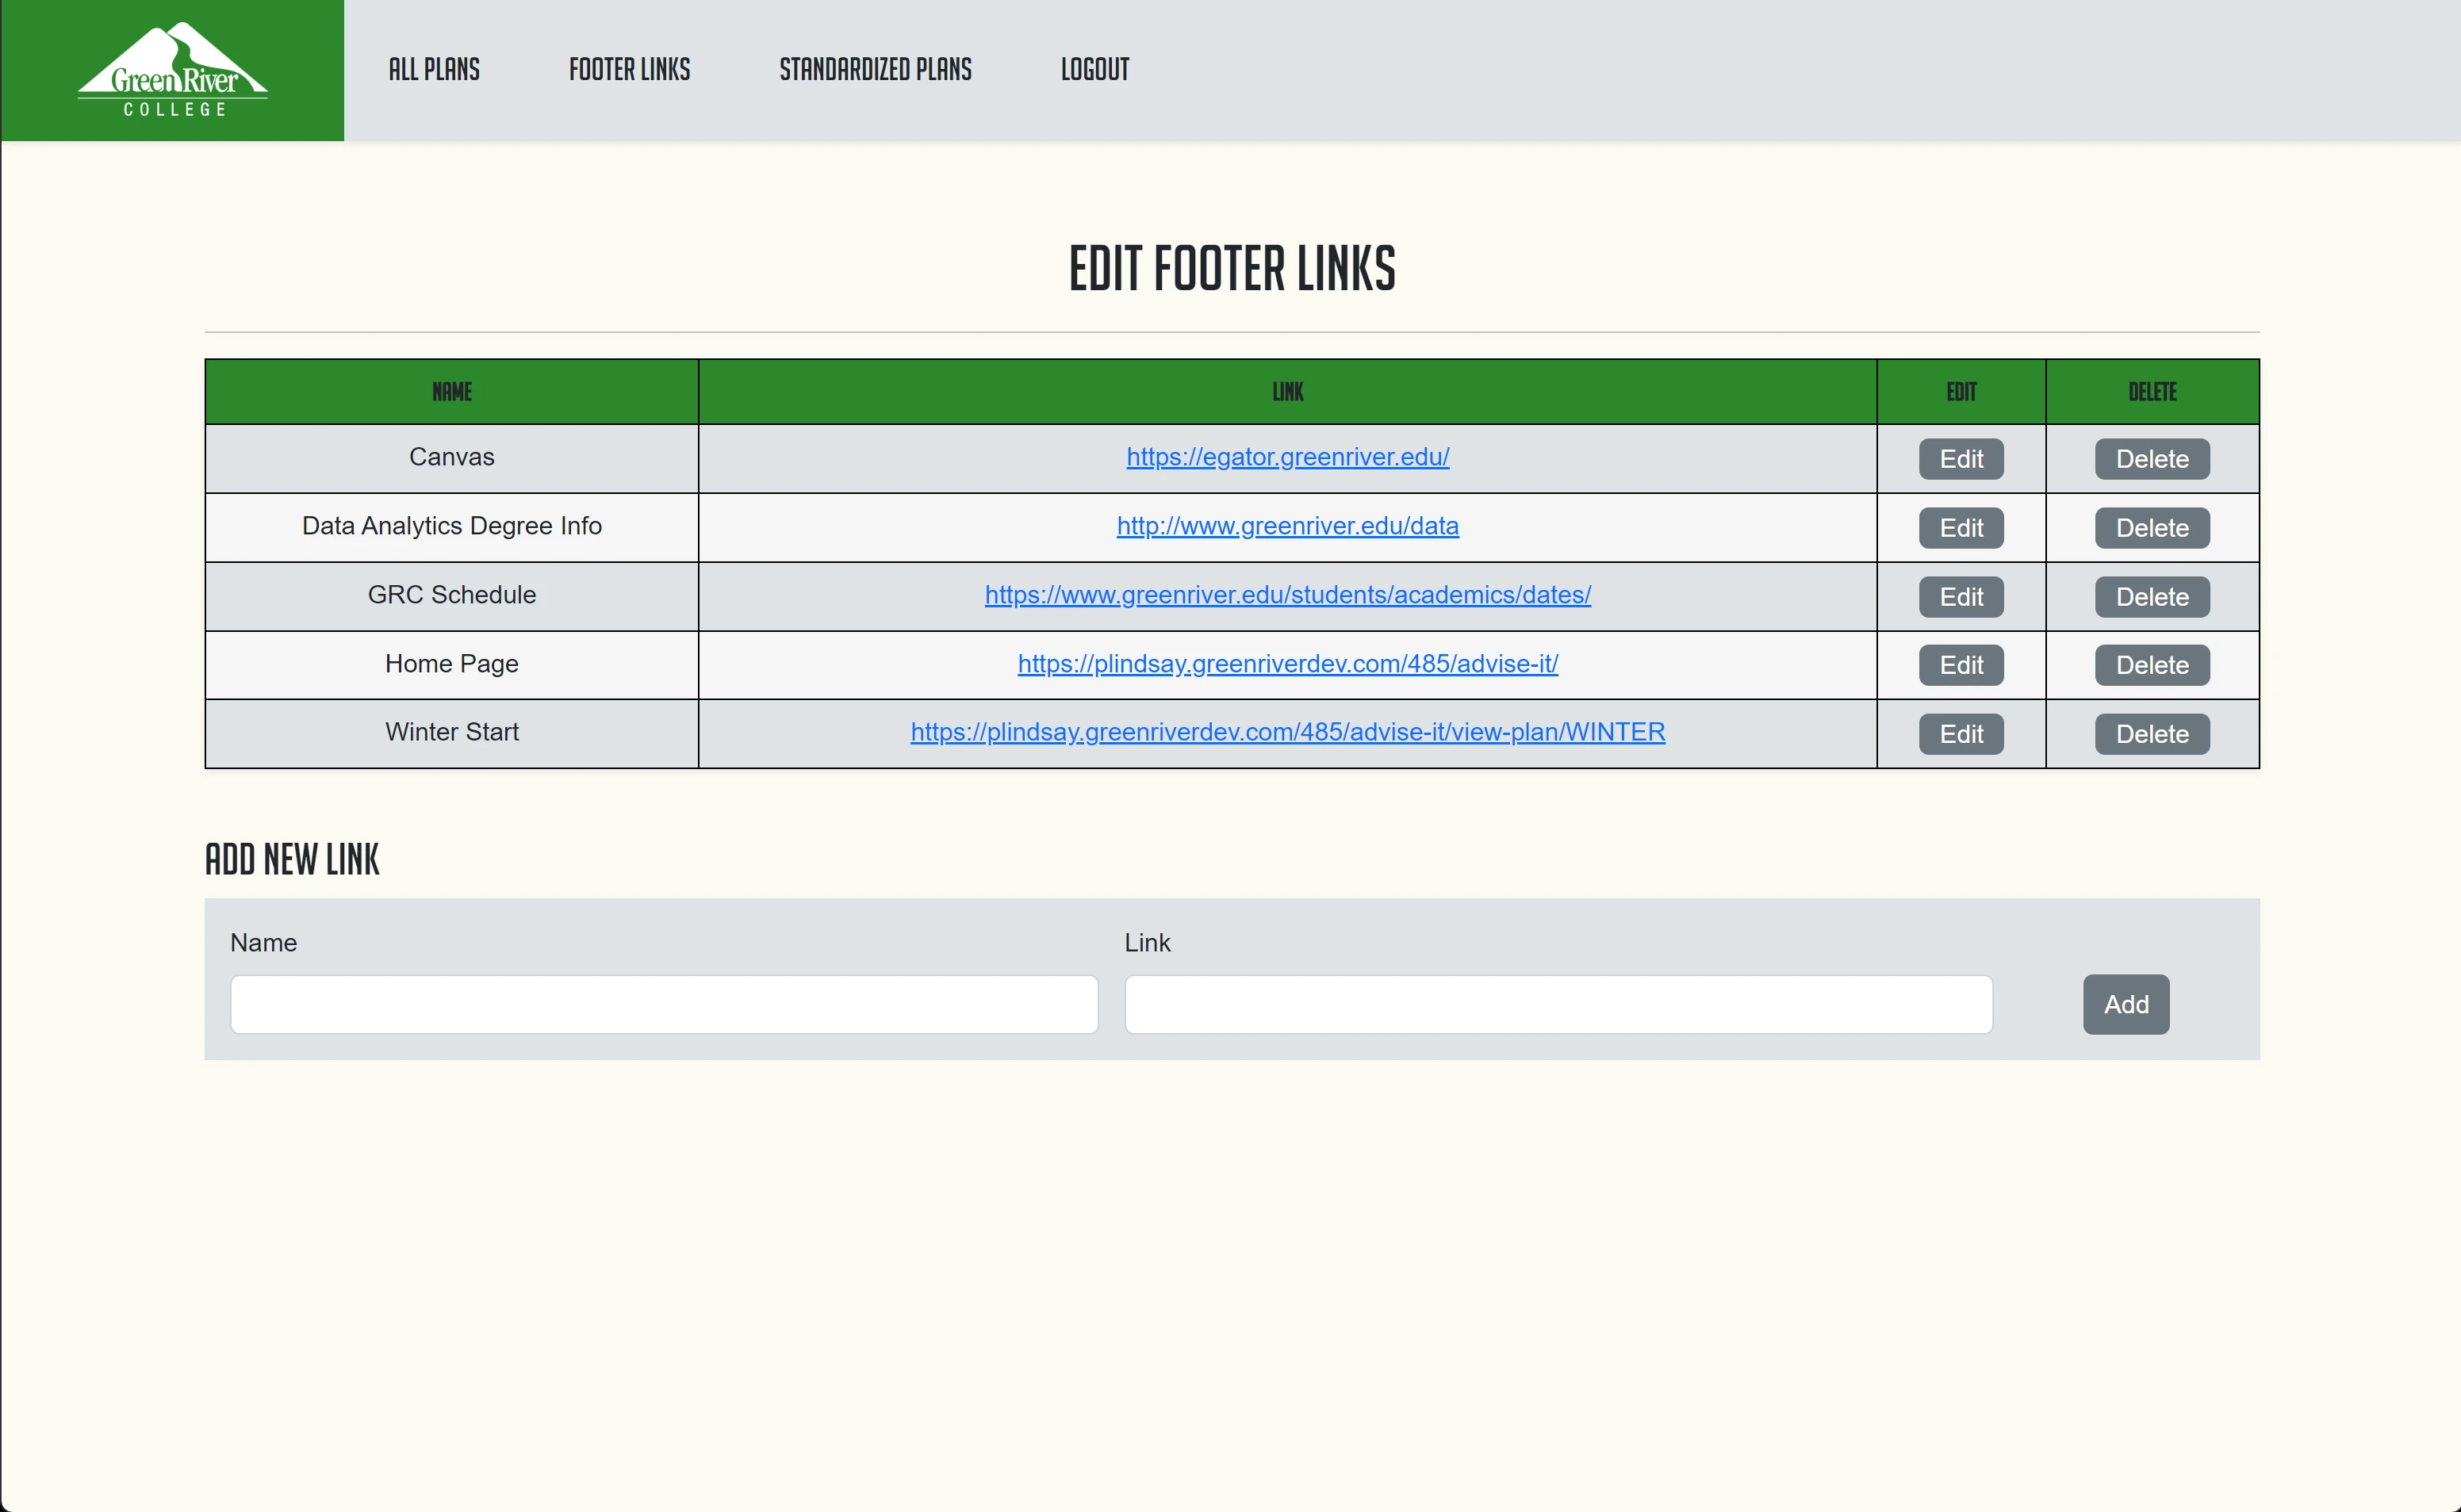 Green River
COLLEGE
ALL PLANS FOOTER LINKS STANDARDIZED PLANS LOGOUT
EDIT FOOTER LINKS
NAME LINK EDIT DELETE
Canvas https://egator.greenriver.edu/ Edit Delete
Data Analytics Degree Info http://www.greenriver.edu/data Edit Delete
GRC Schedule https://www.greenriver.edu/students/academics/dates/ Edit Delete
Home Page https://plindsay.greenriverdev.com/485/advise-it/ Edit Delete
Winter Start https://plindsay.greenriverdev.com/485/advise-it/view-plan/WINTER Edit Delete
ADD NEW LINK
Name Link
Add